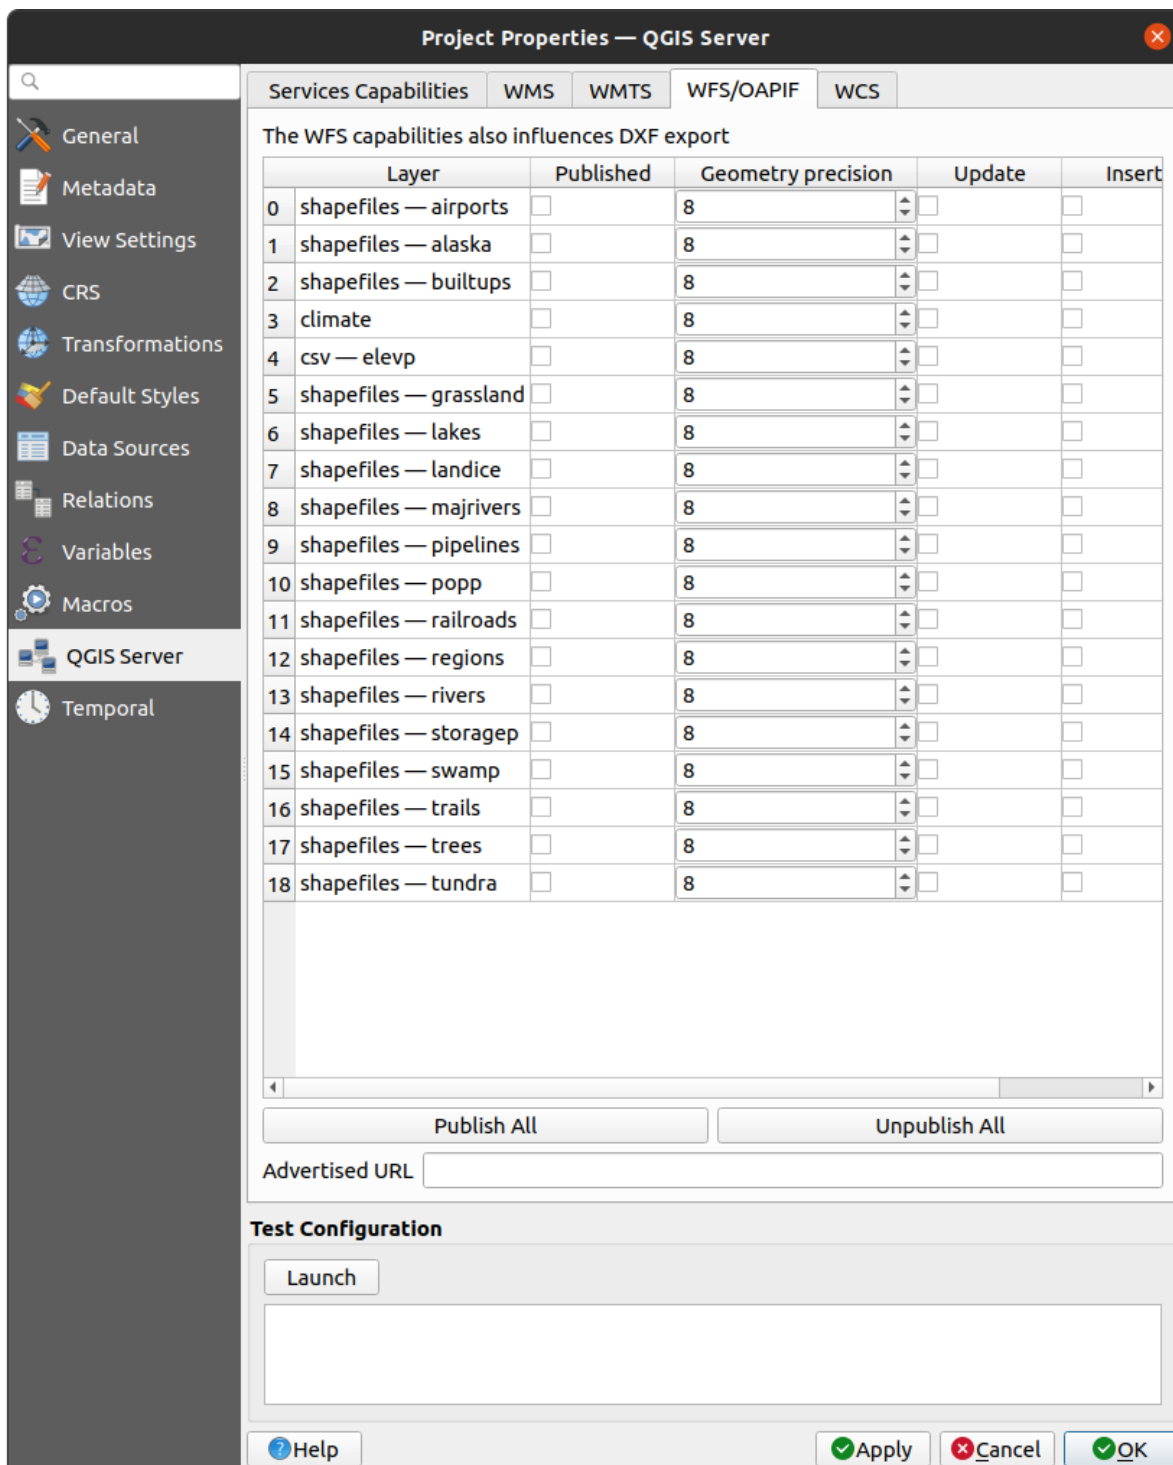 Project Properties — QGIS Server
General
Metadata
View Settings
CRS
Transformations
Default Styles
Data Sources
Relations
Variables
Macros
QGIS Server
Temporal
Services Capabilities WMS WMTS WFS/OAPIF WCS
The WFS capabilities also influences DXF export
Layer Published Geometry precision Update Insert
0 shapefiles — airports 8
1 shapefiles — alaska 8
2 shapefiles — builtups 8
3 climate 8
4 csv — elevp 8
5 shapefiles — grassland 8
6 shapefiles — lakes 8
7 shapefiles — landice 8
8 shapefiles — majrivers 8
9 shapefiles — pipelines 8
10 shapefiles — popp 8
11 shapefiles — railroads 8
12 shapefiles — regions 8
13 shapefiles — rivers 8
14 shapefiles — storagep 8
15 shapefiles — swamp 8
16 shapefiles — trails 8
17 shapefiles — trees 8
18 shapefiles — tundra 8
Publish All Unpublish All
Advertised URL
Test Configuration
Launch
Help Apply Cancel OK